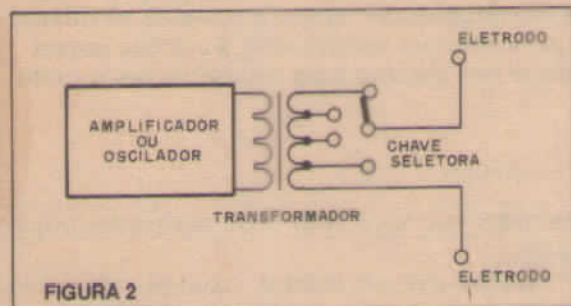 ELETRODO
AMPLIFICADOR
OU
OSCILADOR
CHAVE
SELETORA
TRANSFORMADOR
ELETRODO
FIGURA 2